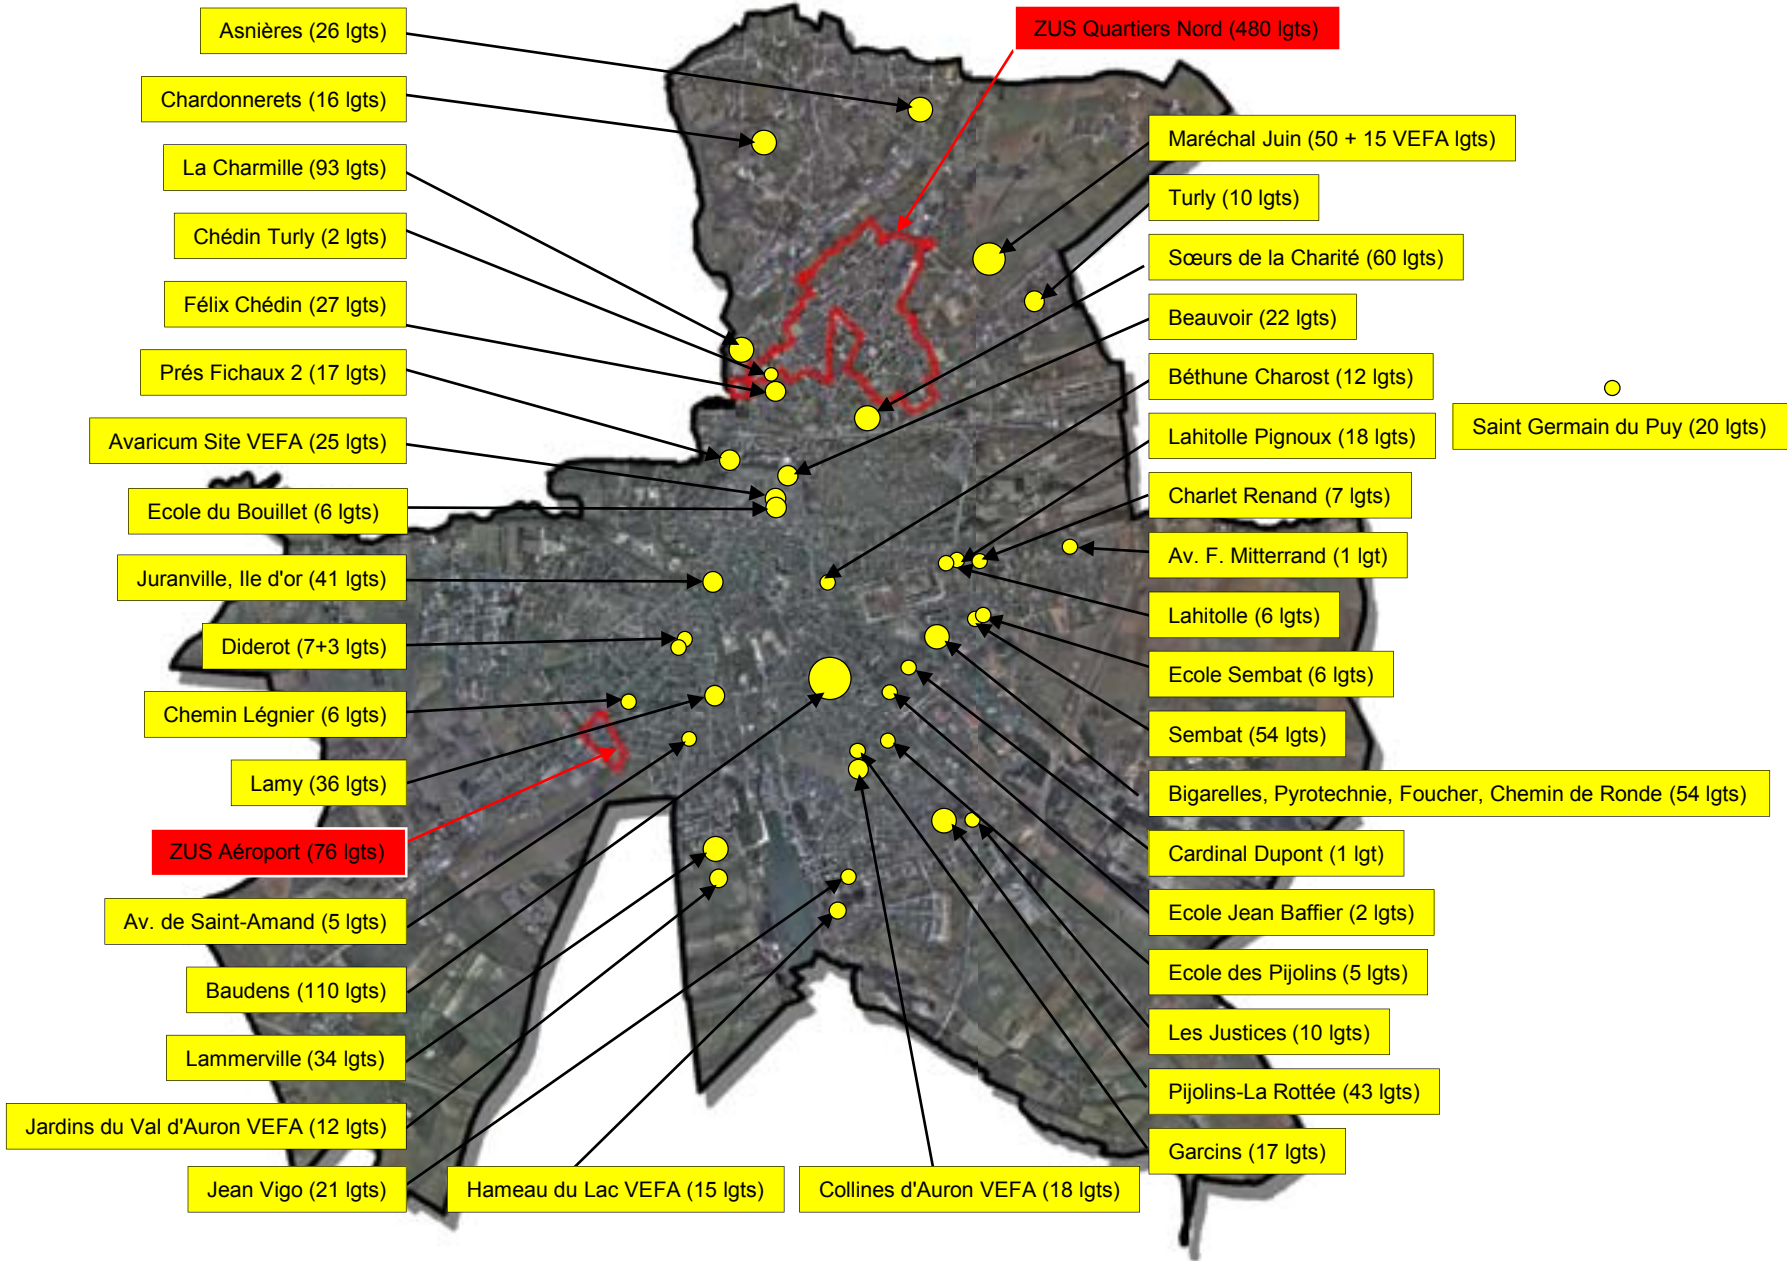 Asnières (26 lgts)
Chardonnerets (16 lgts)
La Charmille (93 lgts)
Chédin Turly (2 lgts)
Félix Chédin (27 lgts)
Prés Fichaux 2 (17 lgts)
Avaricum Site VEFA (25 lgts)
Ecole du Bouillet (6 lgts)
Juranville, Ile d'or (41 lgts)
Diderot (7+3 lgts)
Chemin Légnier (6 lgts)
Lamy (36 lgts)
ZUS Aéroport (76 lgts)
Av. de Saint-Amand (5 lgts)
Baudens (110 lgts)
Lammerville (34 lgts)
Jardins du Val d'Auron VEFA (12 lgts)
Jean Vigo (21 lgts)
Hameau du Lac VEFA (15 lgts)
Collines d'Auron VEFA (18 lgts)
ZUS Quartiers Nord (480 lgts)
Maréchal Juin (50 + 15 VEFA lgts)
Turly (10 lgts)
Sœurs de la Charité (60 lgts)
Beauvoir (22 lgts)
Béthune Charost (12 lgts)
Lahitolle Pignoux (18 lgts)
Charlet Renand (7 lgts)
Av. F. Mitterrand (1 lgt)
Lahitolle (6 lgts)
Ecole Sembat (6 lgts)
Sembat (54 lgts)
Bigarelles, Pyrotechnie, Foucher, Chemin de Ronde (54 lgts)
Cardinal Dupont (1 lgt)
Ecole Jean Baffier (2 lgts)
Ecole des Pijolins (5 lgts)
Les Justices (10 lgts)
Pijolins-La Rottée (43 lgts)
Garcins (17 lgts)
Saint Germain du Puy (20 lgts)